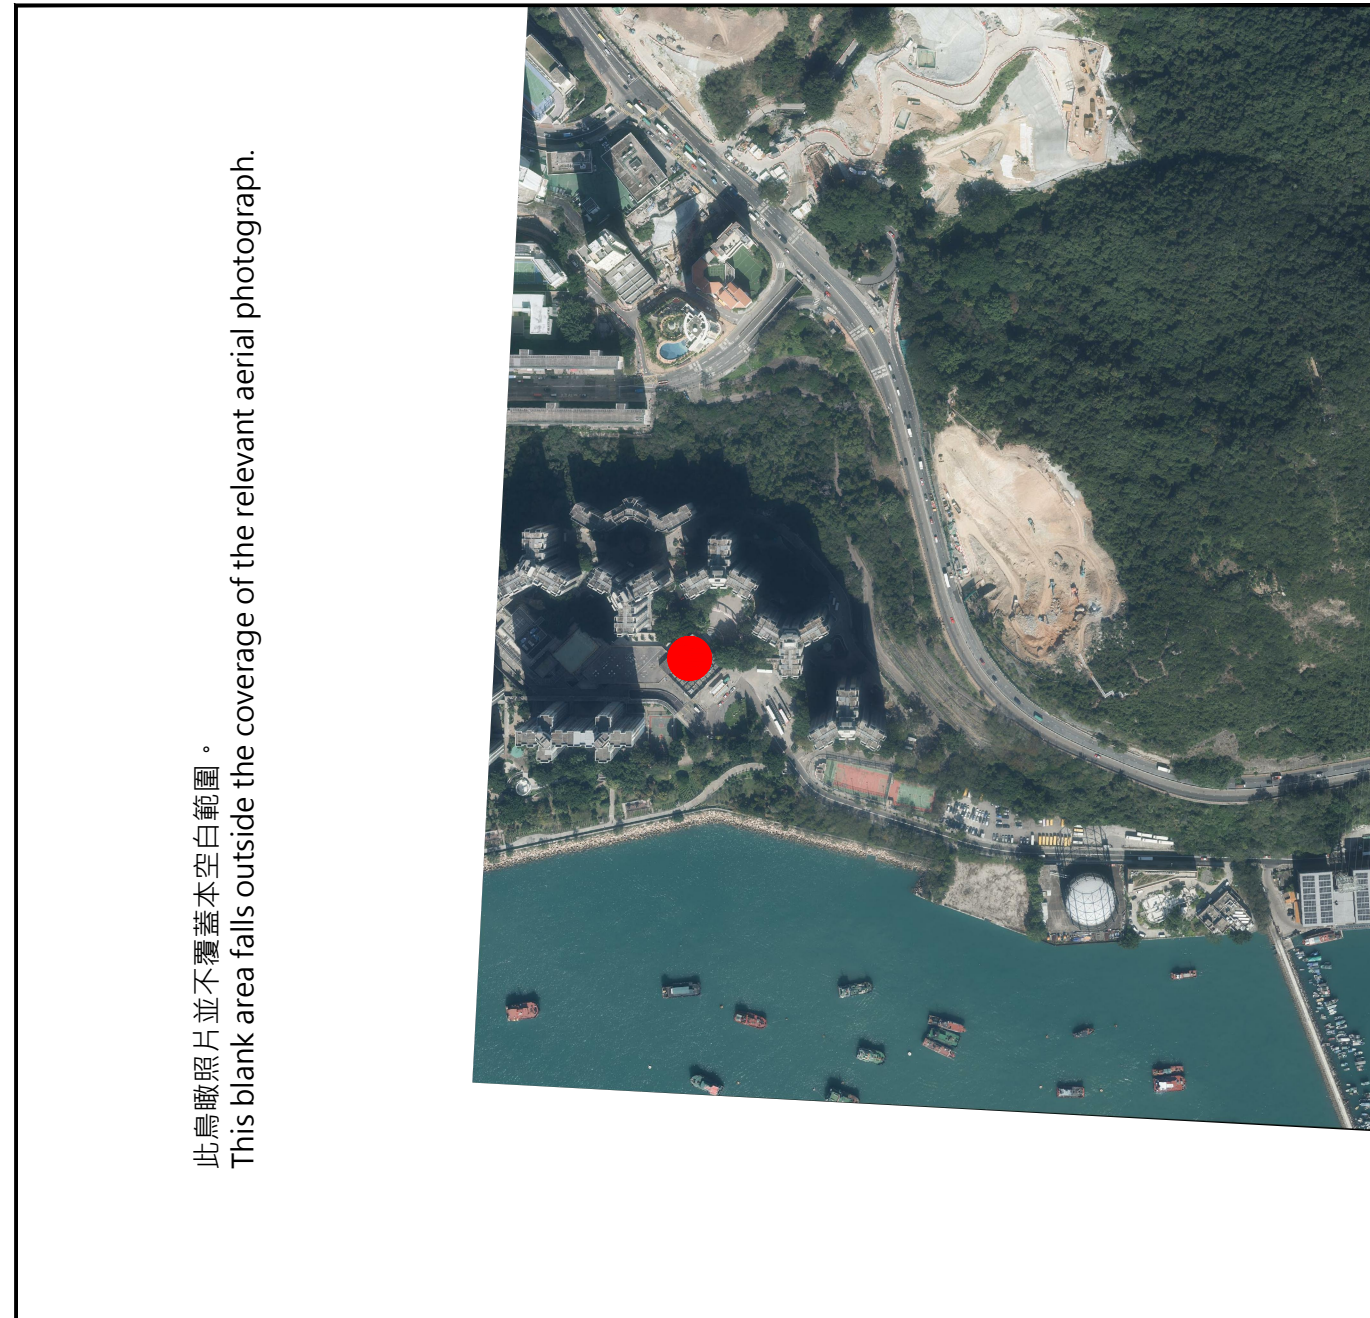 此鳥瞰照片並不覆蓋本空白範圍。
This blank area falls outside the coverage of the relevant aerial photograph.